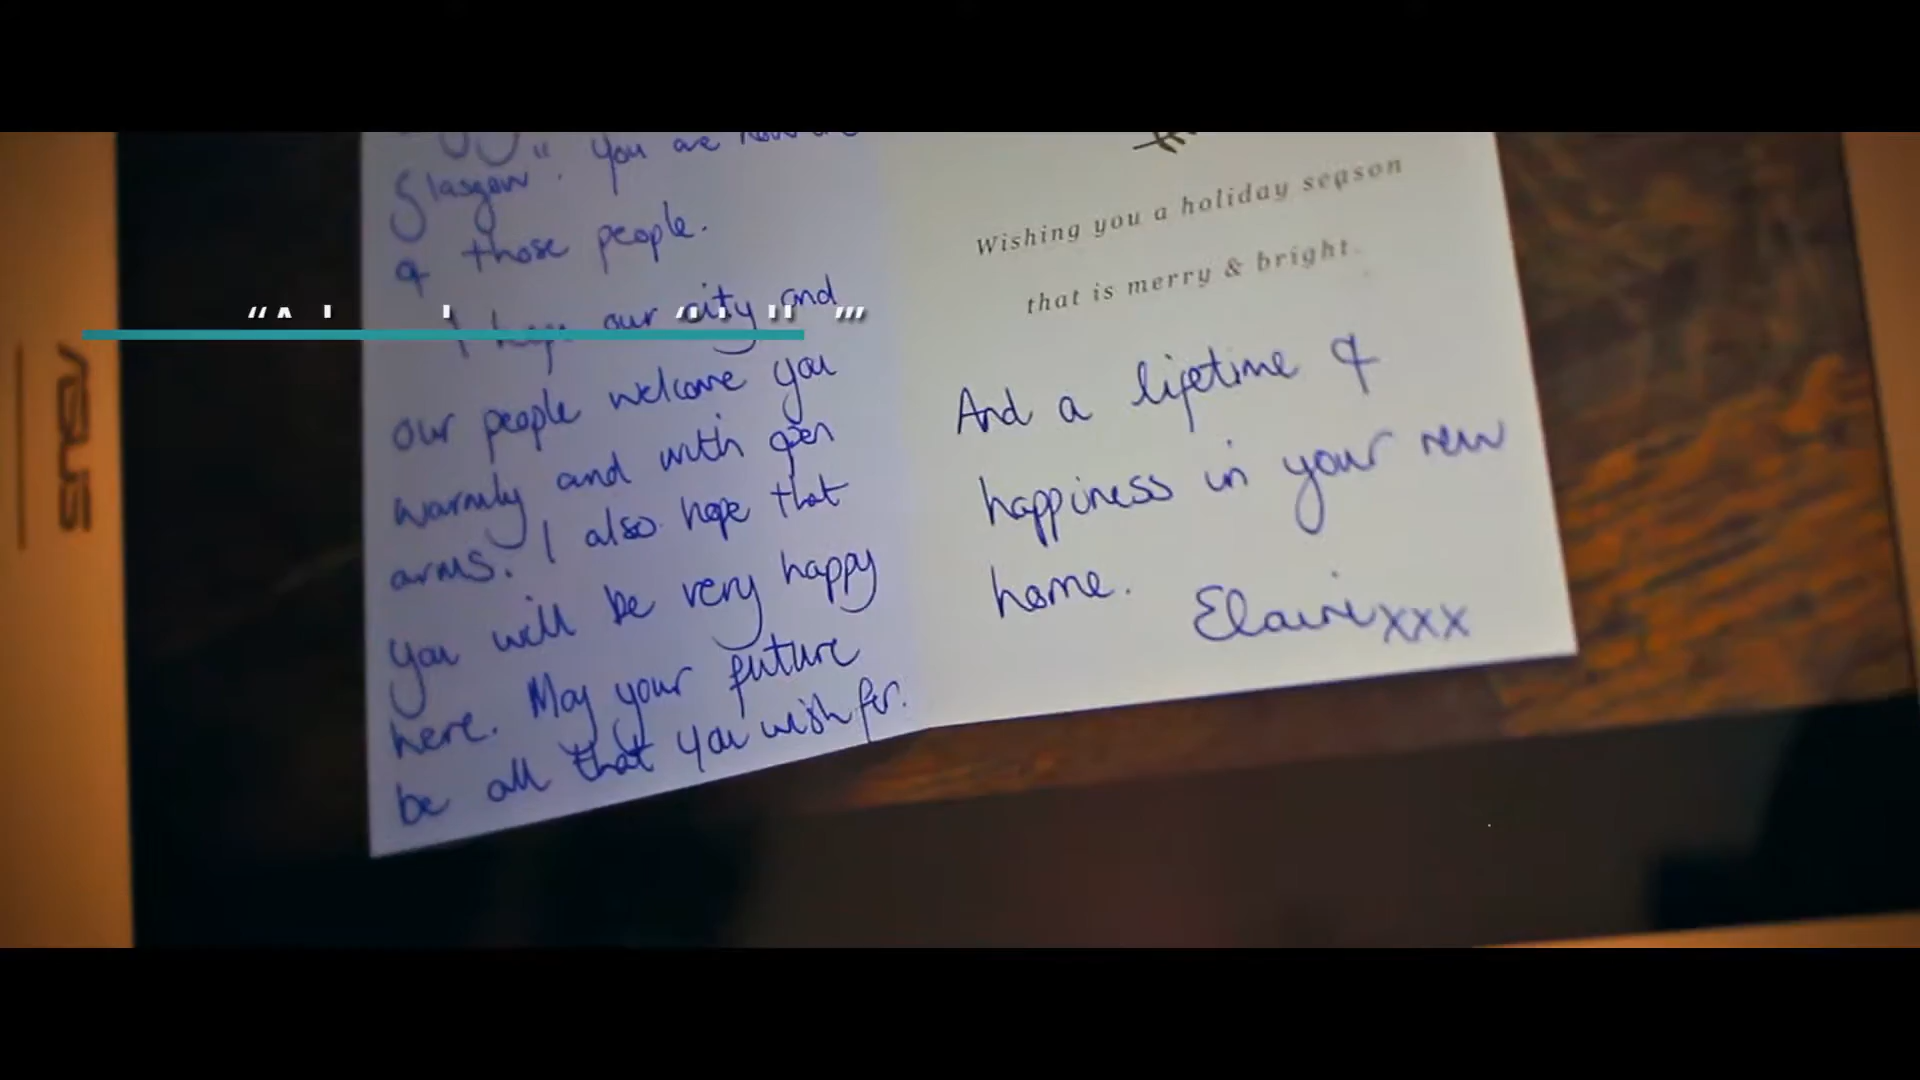 Glasgow. You are now one
of those people.
I hope our city and
our people welcome you
warmly and with open
arms. I also hope that
you will be very happy
here. May your future
be all that you wish for.
Wishing you a holiday season
that is merry & bright.
And a lifetime of
happiness in your new
home.
Elaine xxx
ASUS